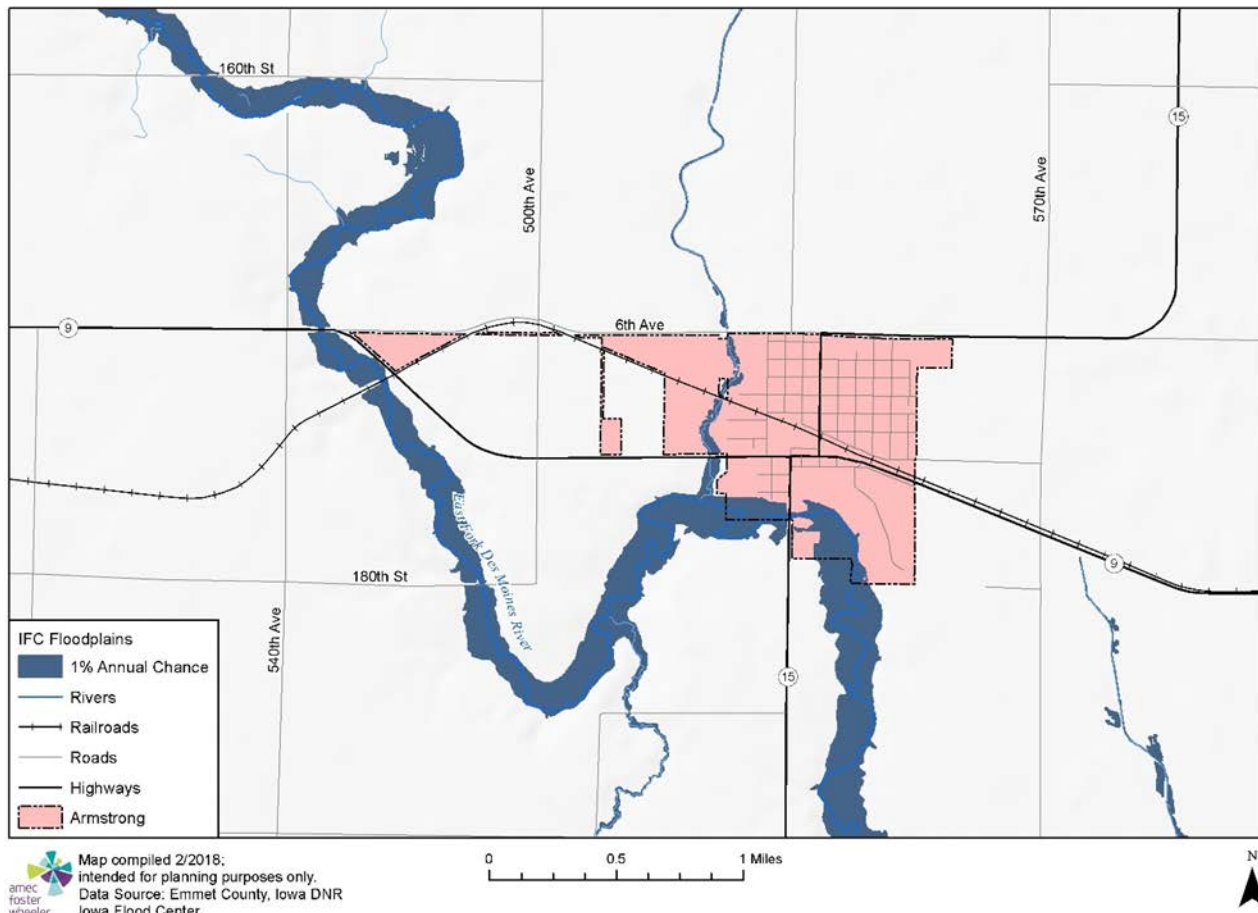 160th St
15
500th Ave
570th Ave
9
6th Ave
East Fork Des Moines River
180th St
9
540th Ave
15
IFC Floodplains
1% Annual Chance
Rivers
Railroads
Roads
Highways
Armstrong
amec
foster
wheeler
Map compiled 2/2018;
intended for planning purposes only.
Data Source: Emmet County, Iowa DNR
Iowa Flood Center
0 0.5 1 Miles
N